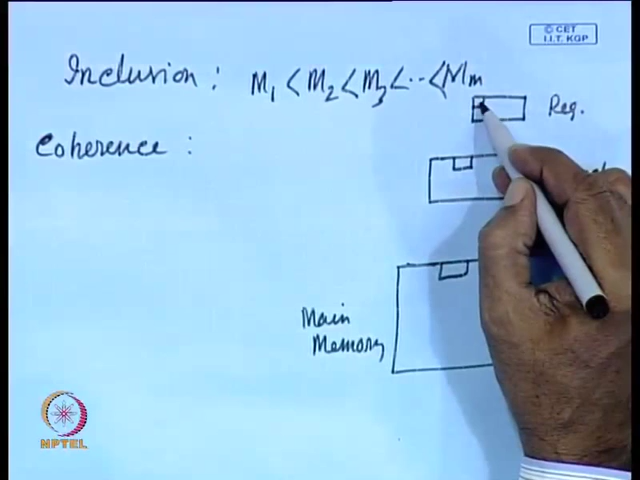 © CET
I.I.T. KGP
Inclusion : M₁ < M₂ < M₃ < .. < Mm
Reg.
Coherence :
Main
Memory
NPTEL